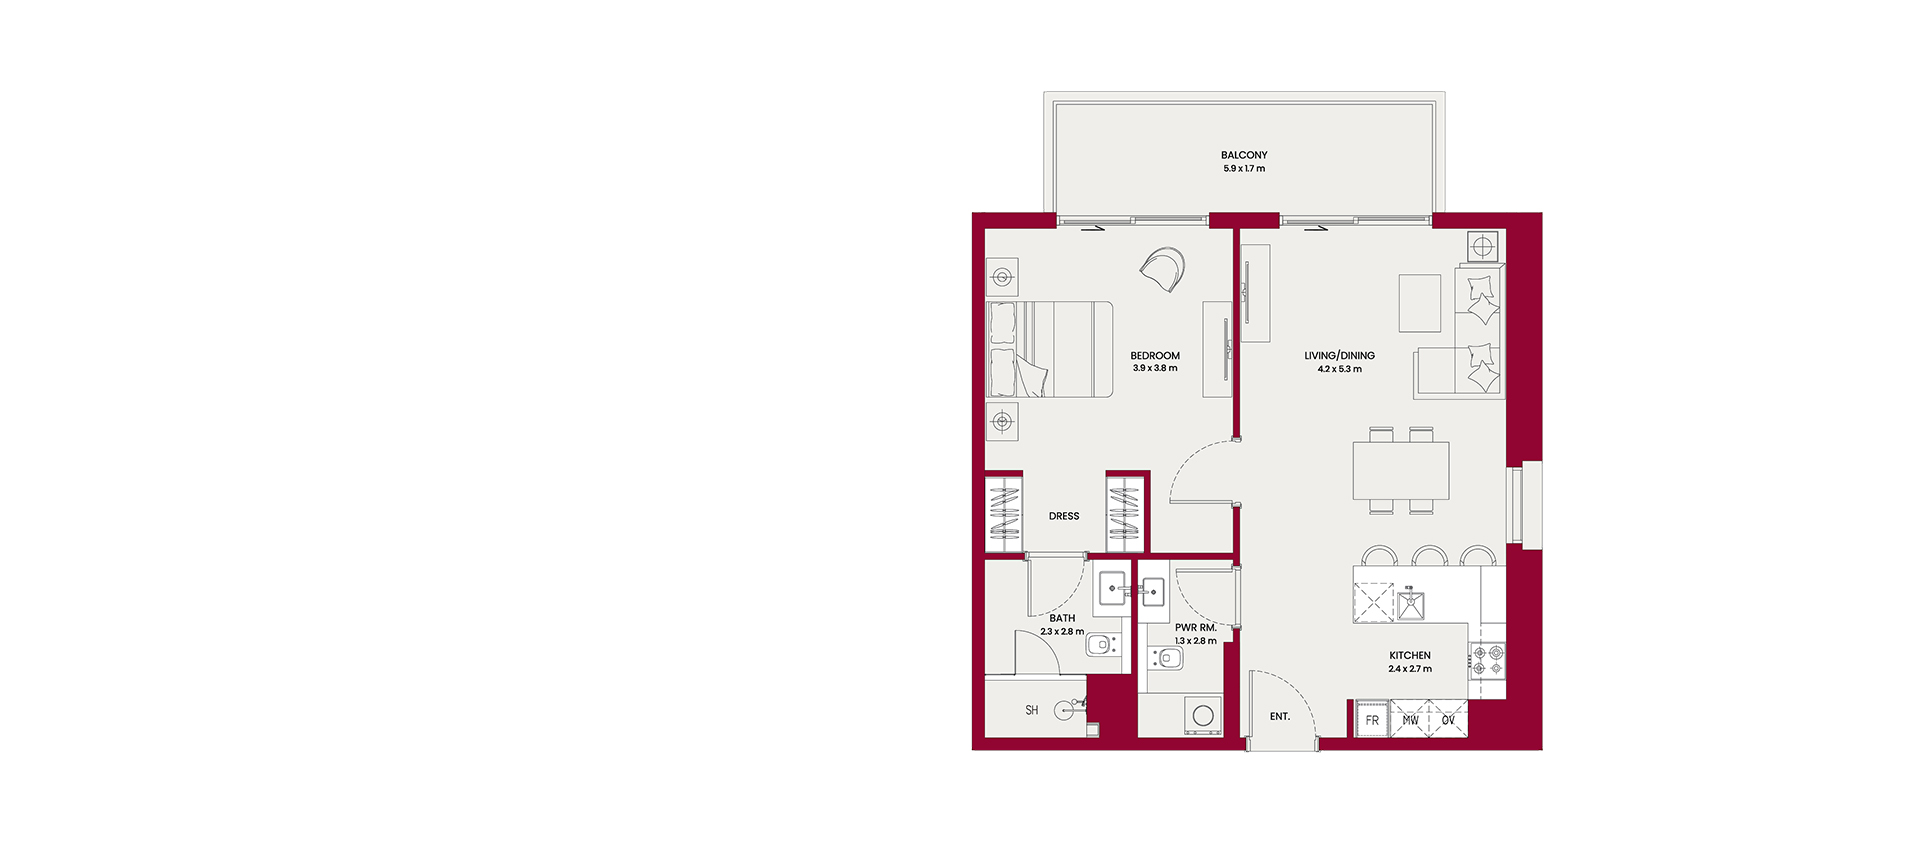 BALCONY
5.9 x 1.7 m
BEDROOM
3.9 x 3.8 m
LIVING/DINING
4.2 x 5.3 m
DRESS
BATH
2.3 x 2.8 m
PWR RM.
1.3 x 2.8 m
KITCHEN
2.4 x 2.7 m
SH
ENT.
FR
MW
OV